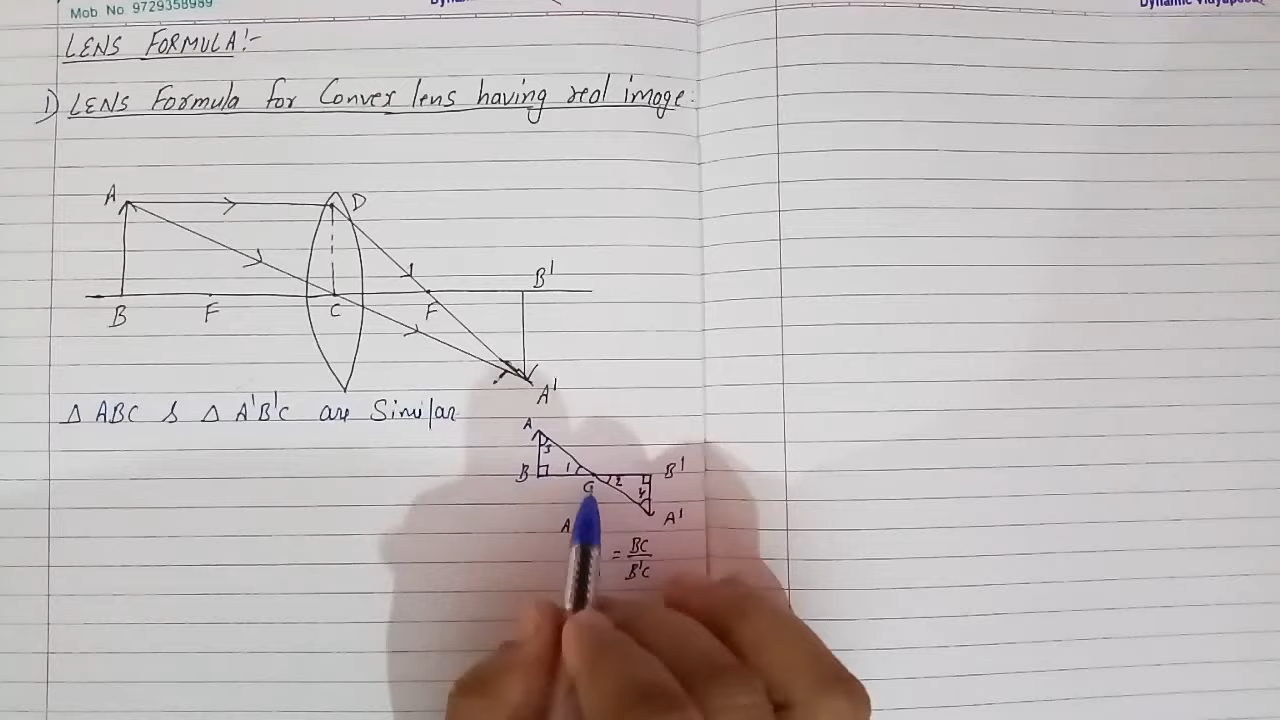 Mob No. 9729358989
LENS FORMULA:-
1) LENS Formula for Convex lens having real image:
A
D
B'
B
F
C
F
A'
Δ ABC & Δ A'B'C are Similar
A
3
B
1
2
B'
C
4
A'
A
= BC
B'C